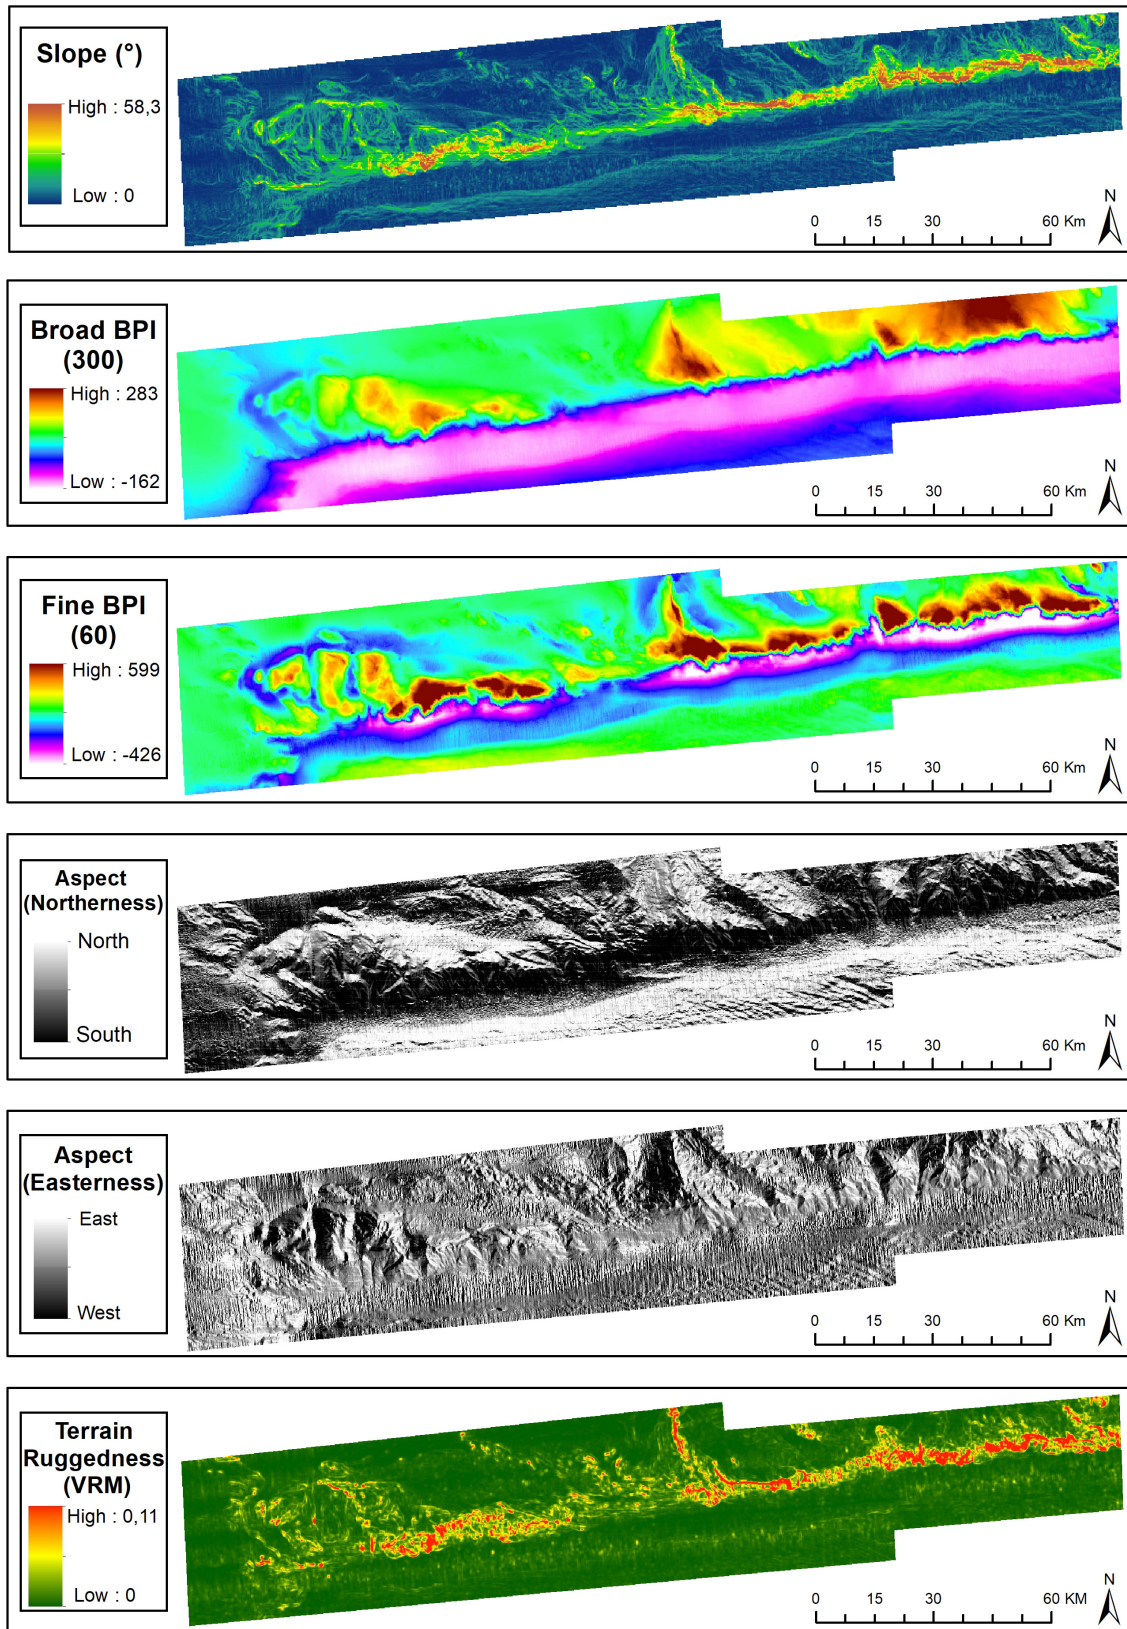 Slope (°)
High : 58,3
Low : 0
0 15 30 60 Km
N
Broad BPI
(300)
High : 283
Low : -162
0 15 30 60 Km
N
Fine BPI
(60)
High : 599
Low : -426
0 15 30 60 Km
N
Aspect
(Northerness)
North
South
0 15 30 60 Km
N
Aspect
(Easterness)
East
West
0 15 30 60 Km
N
Terrain
Ruggedness
(VRM)
High : 0,11
Low : 0
0 15 30 60 KM
N